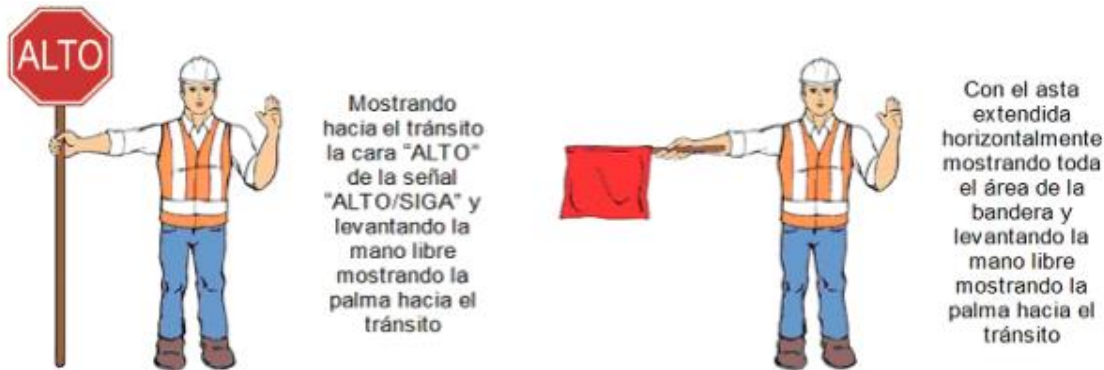 ALTO
Mostrando
hacia el tránsito
la cara "ALTO"
de la señal
"ALTO/SIGA" y
levantando la
mano libre
mostrando la
palma hacia el
tránsito
Con el asta
extendida
horizontalmente
mostrando toda
el área de la
bandera y
levantando la
mano libre
mostrando la
palma hacia el
tránsito